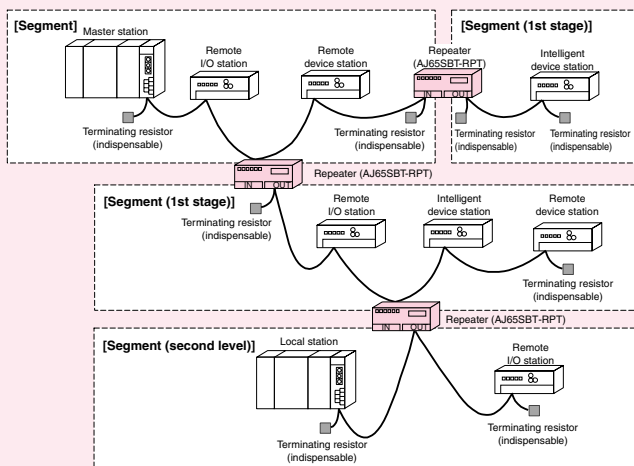 [Segment]
Master station
Remote
I/O station
Remote
device station
Repeater
(AJ65SBT-RPT)
IN OUT
Terminating resistor
(indispensable)
Terminating resistor
(indispensable)
[Segment (1st stage)]
Intelligent
device station
Terminating resistor
(indispensable)
Terminating resistor
(indispensable)
IN OUT
Repeater (AJ65SBT-RPT)
[Segment (1st stage)]
Terminating resistor
(indispensable)
Remote
I/O station
Intelligent
device station
Remote
device station
Terminating resistor
(indispensable)
IN OUT
Repeater (AJ65SBT-RPT)
[Segment (second level)]
Local station
Remote
I/O station
Terminating resistor
(indispensable)
Terminating resistor
(indispensable)